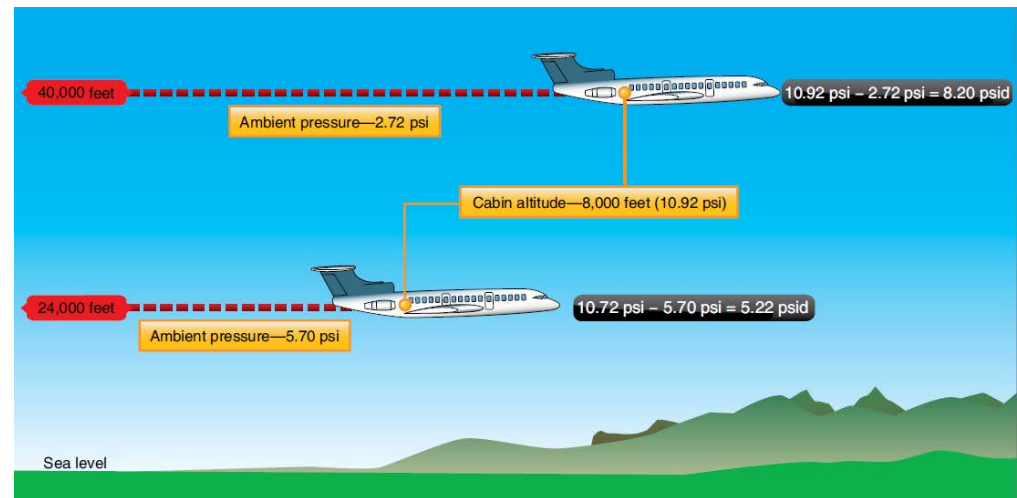 40,000 feet
10.92 psi – 2.72 psi = 8.20 psid
Ambient pressure—2.72 psi
Cabin altitude—8,000 feet (10.92 psi)
24,000 feet
10.72 psi – 5.70 psi = 5.22 psid
Ambient pressure—5.70 psi
Sea level